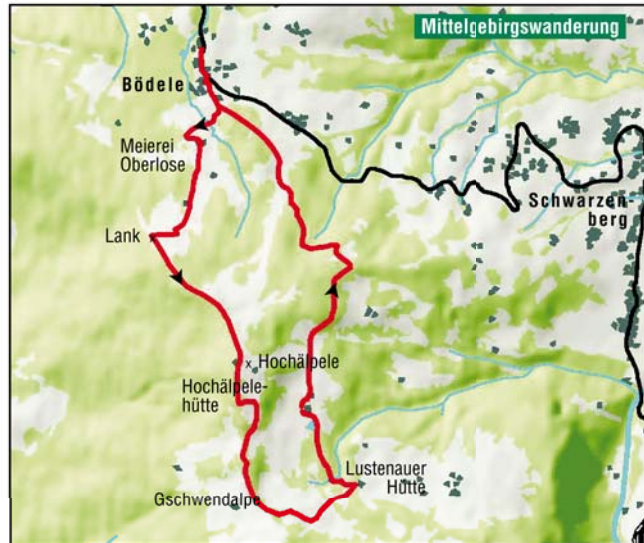 Mittelgebirgswanderung
Bödele
Meierei
Oberlose
Schwarzen-
berg
Lank
x Hochälpele
Hochälpele-
hütte
Lustenauer
Hütte
Gschwendalpe